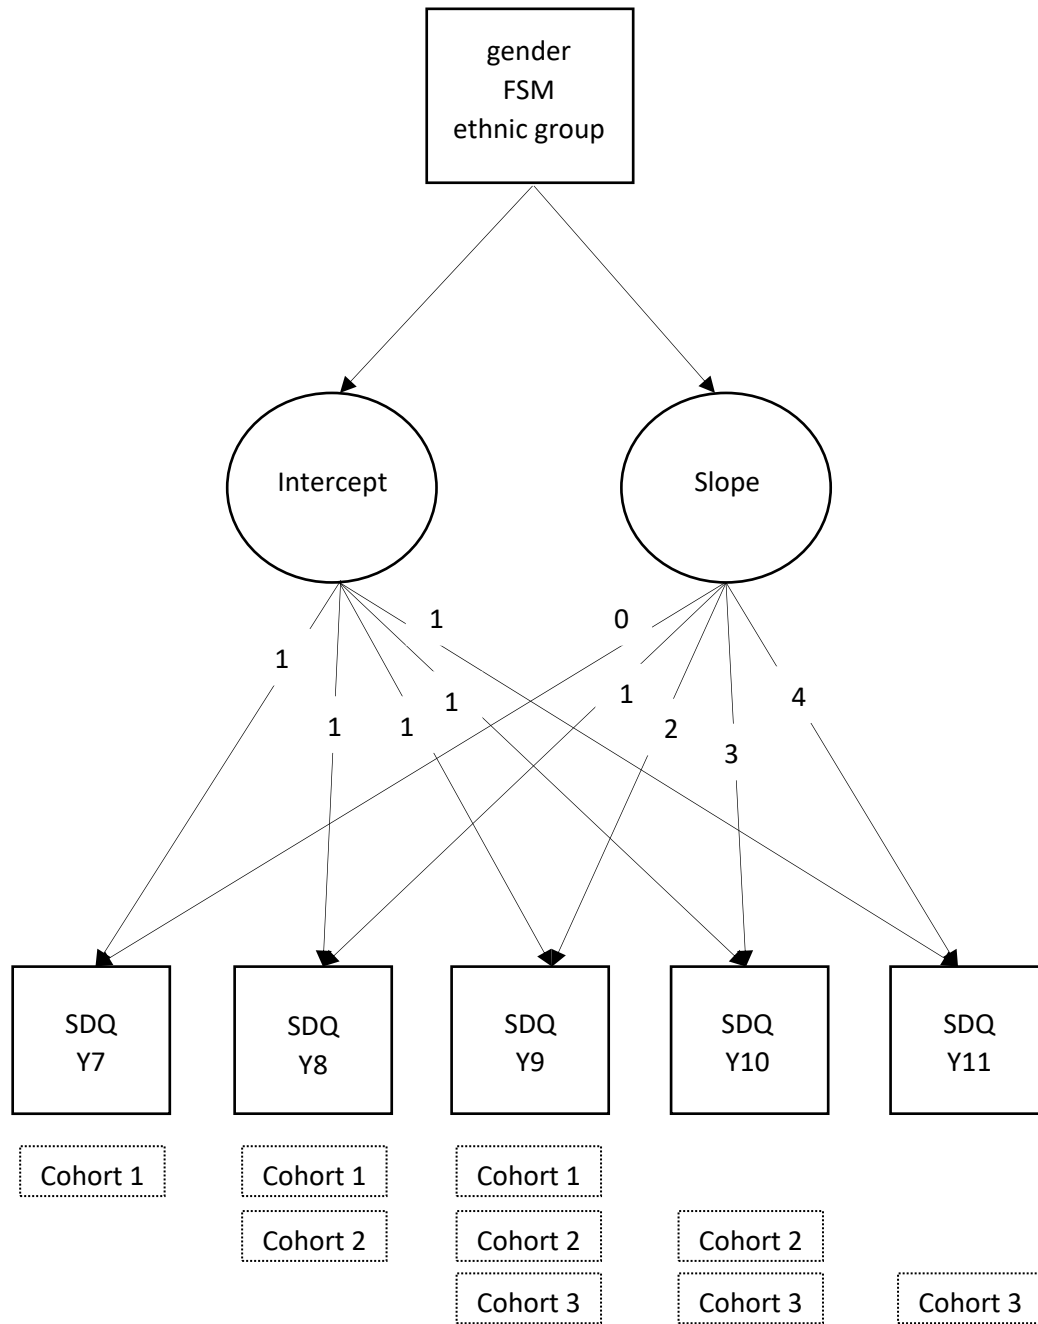 gender
FSM
ethnic group
Intercept
Slope
1
0
1
1
4
1
1
1
2
3
SDQ
Y7
SDQ
Y8
SDQ
Y9
SDQ
Y10
SDQ
Y11
Cohort 1
Cohort 1
Cohort 1
Cohort 2
Cohort 2
Cohort 2
Cohort 3
Cohort 3
Cohort 3